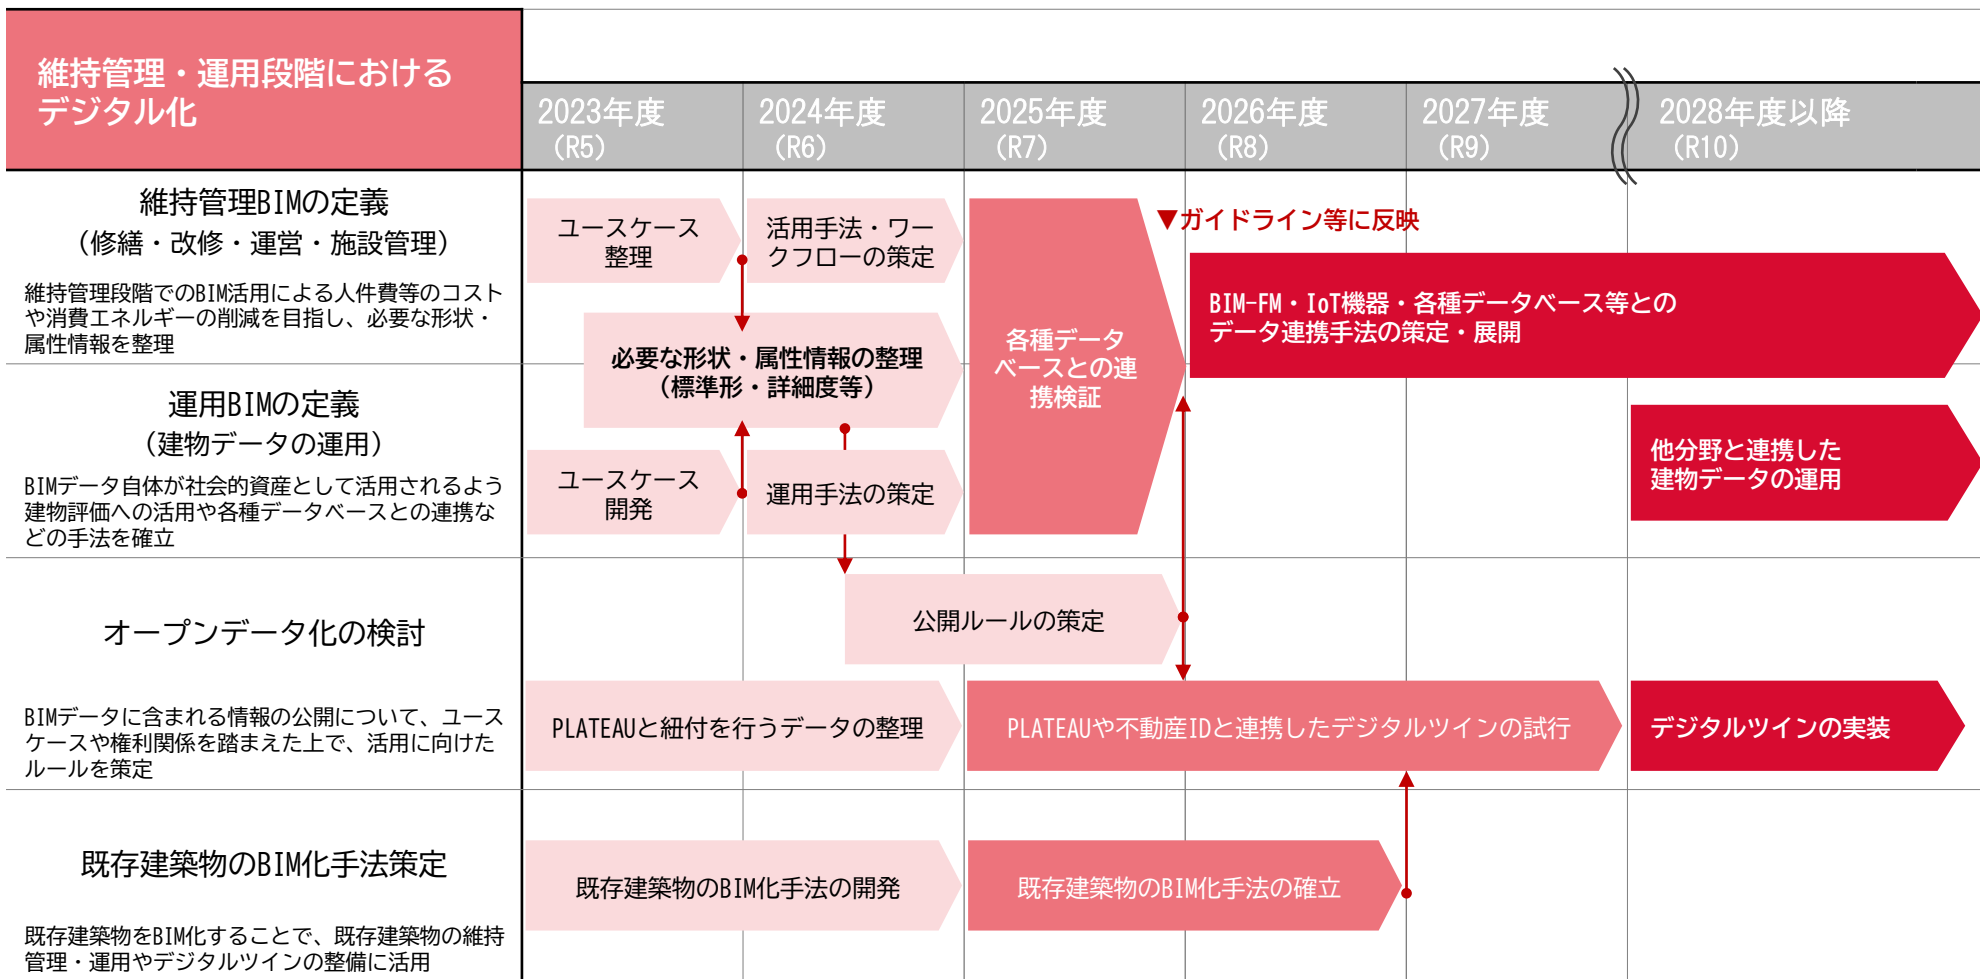 維持管理・運用段階における
デジタル化
2023年度
(R5)
2024年度
(R6)
2025年度
(R7)
2026年度
(R8)
2027年度
(R9)
2028年度以降
(R10)
維持管理BIMの定義
(修繕・改修・運営・施設管理)
維持管理段階でのBIM活用による人件費等のコスト
や消費エネルギーの削減を目指し、必要な形状・
属性情報を整理
ユースケース
整理
活用手法・ワー
クフローの策定
▼ガイドライン等に反映
必要な形状・属性情報の整理
(標準形・詳細度等)
各種データ
ベースとの連
携検証
BIM-FM・IoT機器・各種データベース等との
データ連携手法の策定・展開
運用BIMの定義
(建物データの運用)
BIMデータ自体が社会的資産として活用されるよう
建物評価への活用や各種データベースとの連携な
どの手法を確立
ユースケース
開発
運用手法の策定
他分野と連携した
建物データの運用
オープンデータ化の検討
BIMデータに含まれる情報の公開について、ユース
ケースや権利関係を踏まえた上で、活用に向けた
ルールを策定
公開ルールの策定
PLATEAUと紐付を行うデータの整理
PLATEAUや不動産IDと連携したデジタルツインの試行
デジタルツインの実装
既存建築物のBIM化手法策定
既存建築物をBIM化することで、既存建築物の維持
管理・運用やデジタルツインの整備に活用
既存建築物のBIM化手法の開発
既存建築物のBIM化手法の確立